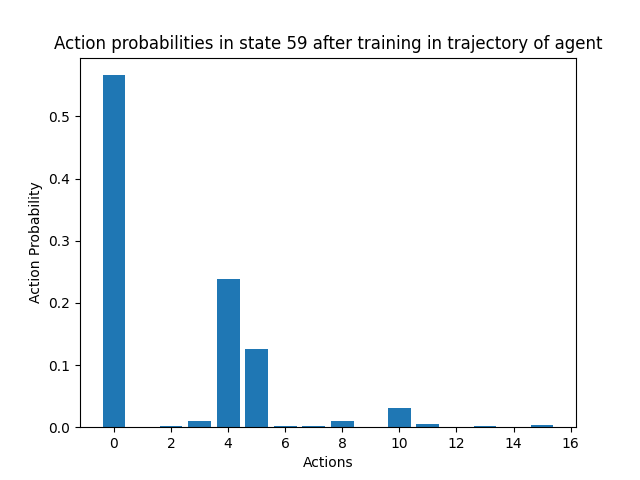 Action probabilities in state 59 after training in trajectory of agent
Action Probability
0.5
0.4
0.3
0.2
0.1
0.0
0 2 4 6 8 10 12 14 16
Actions